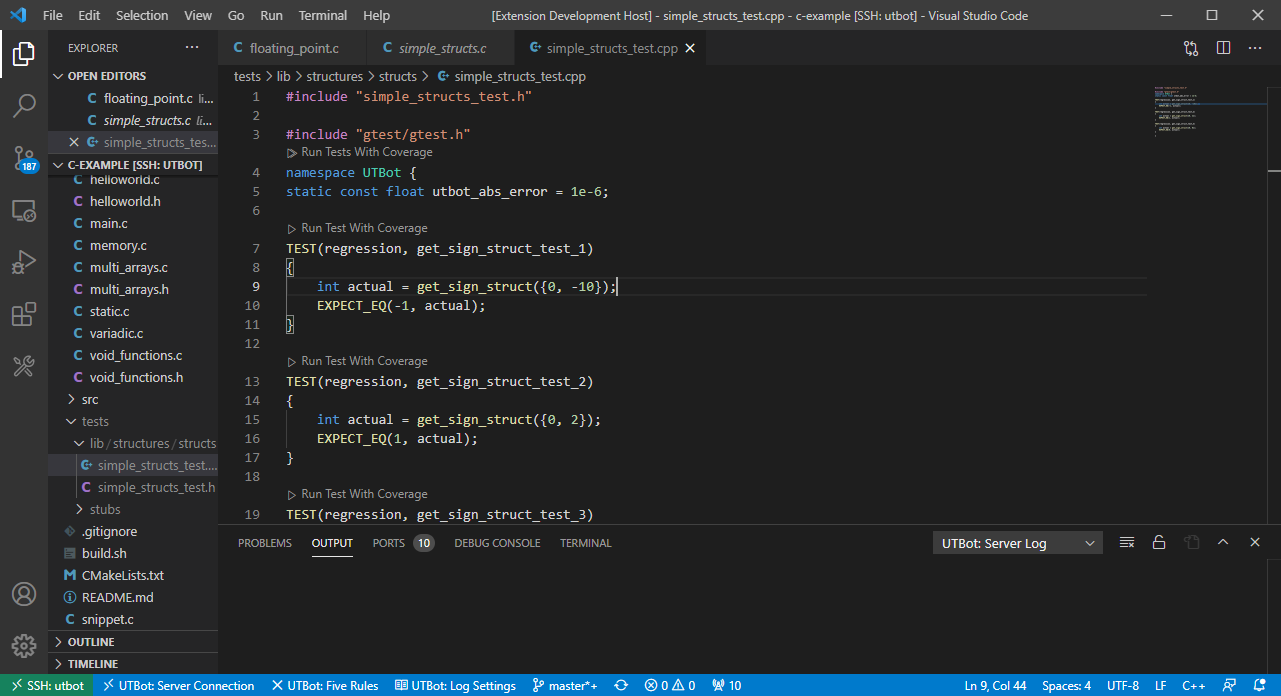 File Edit Selection View Go Run Terminal Help
[Extension Development Host] - simple_structs_test.cpp - c-example [SSH: utbot] - Visual Studio Code
EXPLORER
OPEN EDITORS
floating_point.c li...
simple_structs.c li...
simple_structs_tes...
C-EXAMPLE [SSH: UTBOT]
187
helloworld.c
helloworld.h
main.c
memory.c
multi_arrays.c
multi_arrays.h
static.c
variadic.c
void_functions.c
void_functions.h
src
tests
lib / structures / structs
simple_structs_test....
simple_structs_test.h
stubs
.gitignore
build.sh
CMakeLists.txt
README.md
snippet.c
OUTLINE
TIMELINE
floating_point.c simple_structs.c simple_structs_test.cpp
tests > lib > structures > structs > simple_structs_test.cpp
1 #include "simple_structs_test.h"
2
3 #include "gtest/gtest.h"
Run Tests With Coverage
4 namespace UTBot {
5 static const float utbot_abs_error = 1e-6;
6
Run Test With Coverage
7 TEST(regression, get_sign_struct_test_1)
8 {
9 int actual = get_sign_struct({0, -10});
10 EXPECT_EQ(-1, actual);
11 }
12
Run Test With Coverage
13 TEST(regression, get_sign_struct_test_2)
14 {
15 int actual = get_sign_struct({0, 2});
16 EXPECT_EQ(1, actual);
17 }
18
Run Test With Coverage
19 TEST(regression, get_sign_struct_test_3)
PROBLEMS OUTPUT PORTS 10 DEBUG CONSOLE TERMINAL UTBot: Server Log
SSH: utbot UTBot: Server Connection UTBot: Five Rules UTBot: Log Settings master*+ 0 0 10 Ln 9, Col 44 Spaces: 4 UTF-8 LF C++